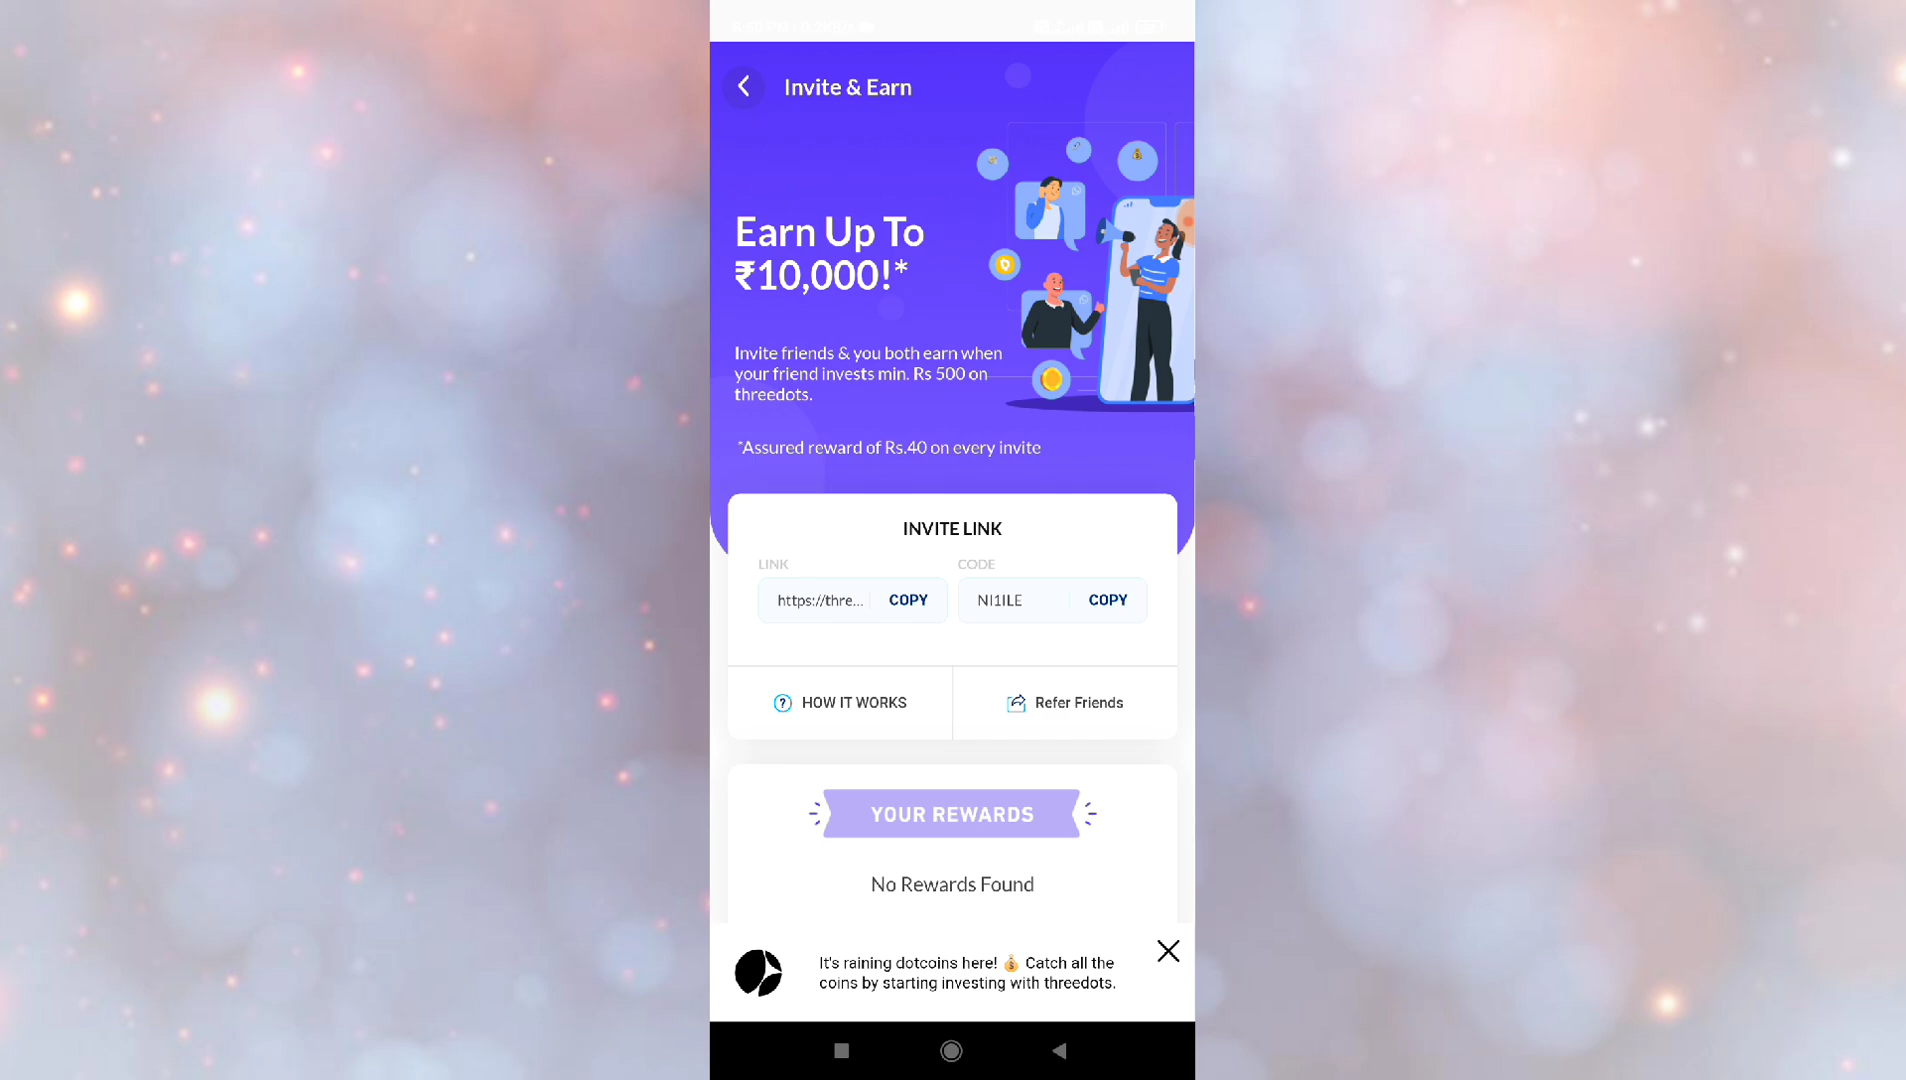 Invite & Earn
Earn Up To
₹10,000!*
Invite friends & you both earn when
your friend invests min. Rs 500 on
threedots.
*Assured reward of Rs.40 on every invite
INVITE LINK
LINK
CODE
https://thre... COPY
NI1ILE COPY
HOW IT WORKS
Refer Friends
YOUR REWARDS
No Rewards Found
It's raining dotcoins here! 💰 Catch all the
coins by starting investing with threedots.